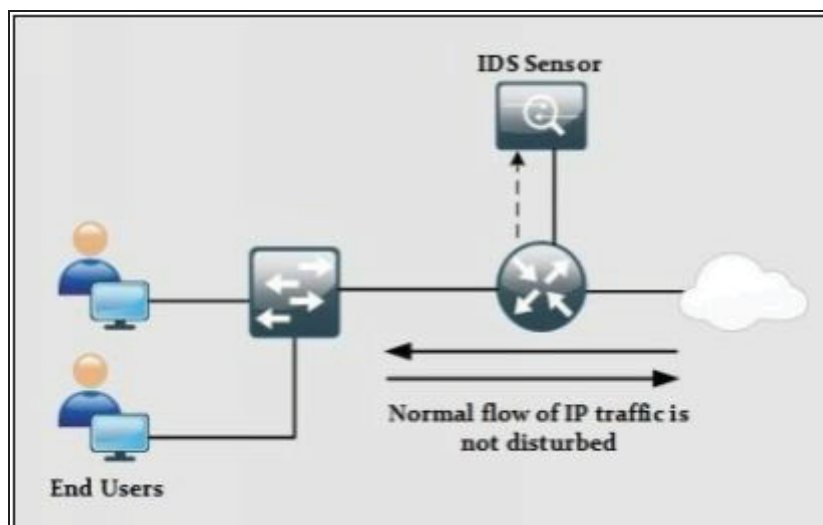 IDS Sensor
Normal flow of IP traffic is
not disturbed
End Users